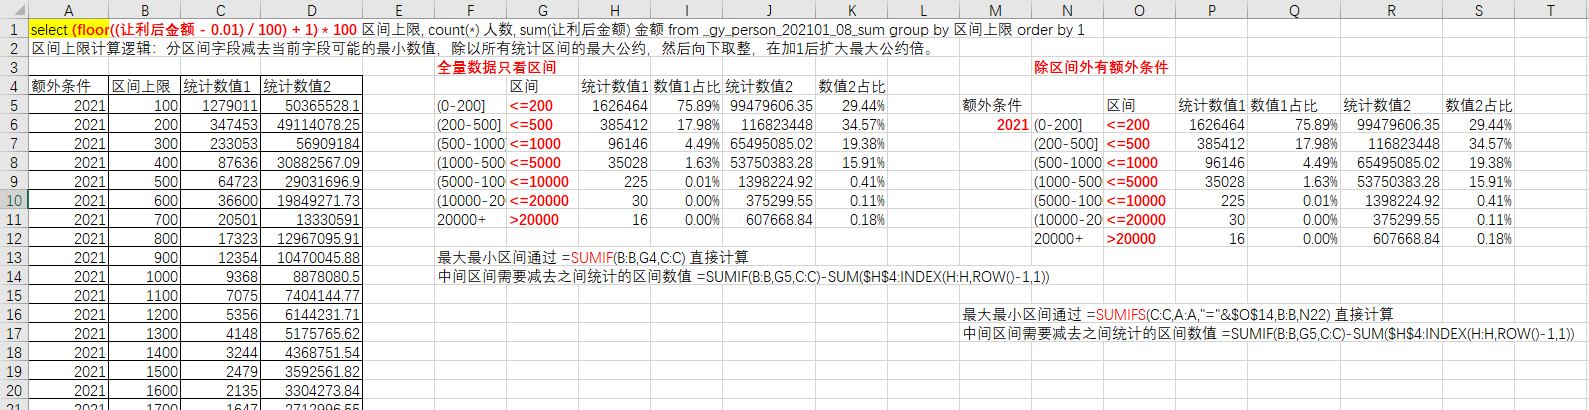 A B C D E F G H I J K L M N O P Q R S T
1 select (floor((让利后金额 - 0.01) / 100) + 1) * 100 区间上限, count(*) 人数, sum(让利后金额) 金额 from _gy_person_202101_08_sum group by 区间上限 order by 1
2 区间上限计算逻辑：分区间字段减去当前字段可能的最小数值，除以所有统计区间的最大公约，然后向下取整，在加1后扩大最大公约倍。
3 全量数据只看区间 除区间外有额外条件
4 额外条件 区间上限 统计数值1 统计数值2 区间 统计数值1 数值1占比 统计数值2 数值2占比
5 2021 100 1279011 50365528.1 (0-200] <=200 1626464 75.89% 99479606.35 29.44% 额外条件 区间 统计数值1 数值1占比 统计数值2 数值2占比
6 2021 200 347453 49114078.25 (200-500] <=500 385412 17.98% 116823448 34.57% 2021 (0-200] <=200 1626464 75.89% 99479606.35 29.44%
7 2021 300 233053 56909184 (500-1000 <=1000 96146 4.49% 65495085.02 19.38% (200-500] <=500 385412 17.98% 116823448 34.57%
8 2021 400 87636 30882567.09 (1000-500 <=5000 35028 1.63% 53750383.28 15.91% (500-1000 <=1000 96146 4.49% 65495085.02 19.38%
9 2021 500 64723 29031696.9 (5000-100 <=10000 225 0.01% 1398224.92 0.41% (1000-500 <=5000 35028 1.63% 53750383.28 15.91%
10 2021 600 36600 19849271.73 (10000-20 <=20000 30 0.00% 375299.55 0.11% (5000-100 <=10000 225 0.01% 1398224.92 0.41%
11 2021 700 20501 13330591 20000+ >20000 16 0.00% 607668.84 0.18% (10000-20 <=20000 30 0.00% 375299.55 0.11%
12 2021 800 17323 12967095.91 20000+ >20000 16 0.00% 607668.84 0.18%
13 2021 900 12354 10470045.88 最大最小区间通过 =SUMIF(B:B,G4,C:C) 直接计算
14 2021 1000 9368 8878080.5 中间区间需要减去之间统计的区间数值 =SUMIF(B:B,G5,C:C)-SUM($H$4:INDEX(H:H,ROW()-1,1))
15 2021 1100 7075 7404144.77
16 2021 1200 5356 6144231.71 最大最小区间通过 =SUMIFS(C:C,A:A,"="&$O$14,B:B,N22) 直接计算
17 2021 1300 4148 5175765.62 中间区间需要减去之间统计的区间数值 =SUMIF(B:B,G5,C:C)-SUM($H$4:INDEX(H:H,ROW()-1,1))
18 2021 1400 3244 4368751.54
19 2021 1500 2479 3592561.82
20 2021 1600 2135 3304273.84
21 2021 1700 1647 2712996.55